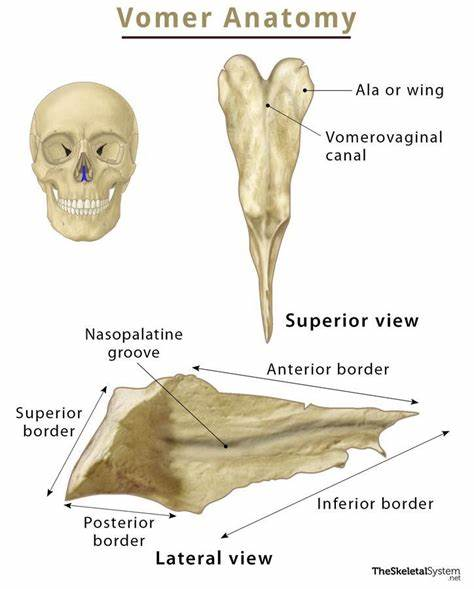 Vomer Anatomy
Ala or wing
Vomerovaginal
canal
Superior view
Nasopalatine
groove
Anterior border
Superior
border
Inferior border
Posterior
border
Lateral view
TheSkeletalSystem
.net